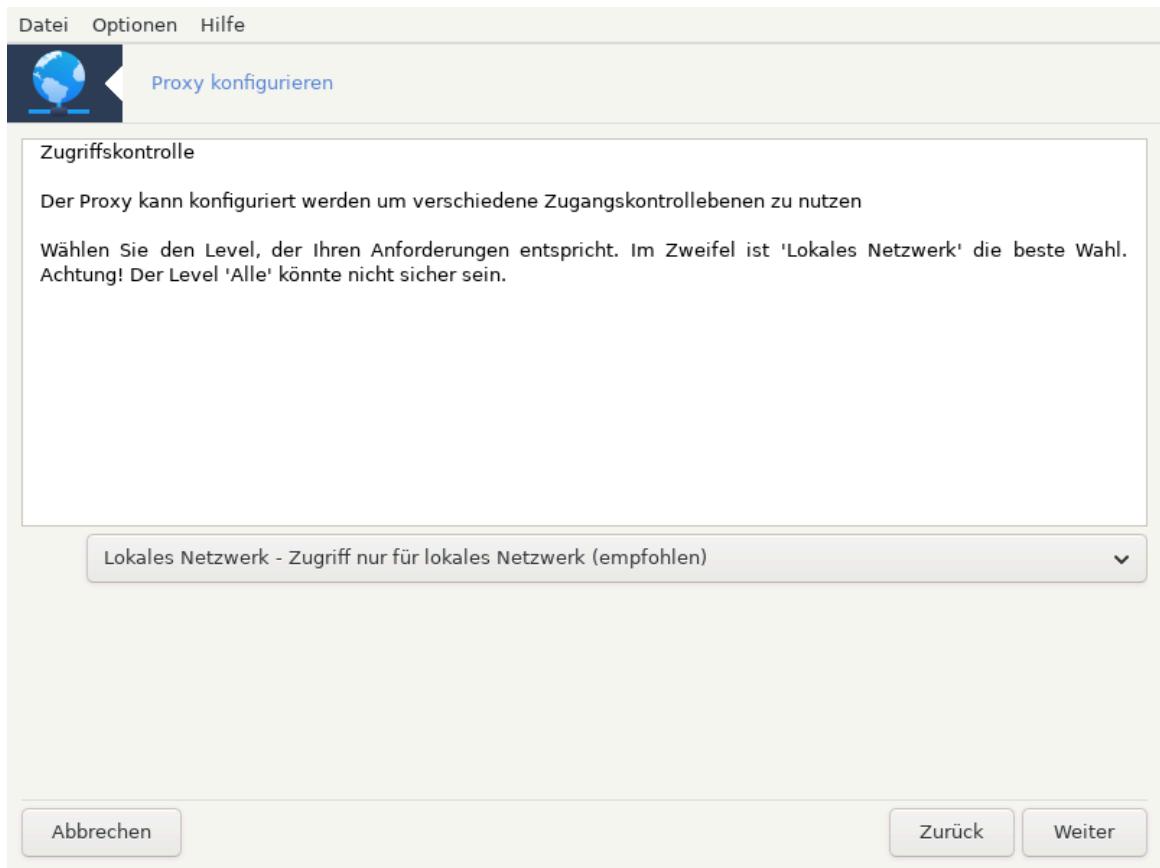 Datei Optionen Hilfe
Proxy konfigurieren
Zugriffskontrolle
Der Proxy kann konfiguriert werden um verschiedene Zugangskontrollebenen zu nutzen
Wählen Sie den Level, der Ihren Anforderungen entspricht. Im Zweifel ist 'Lokales Netzwerk' die beste Wahl.
Achtung! Der Level 'Alle' könnte nicht sicher sein.
Lokales Netzwerk - Zugriff nur für lokales Netzwerk (empfohlen)
Abbrechen Zurück Weiter